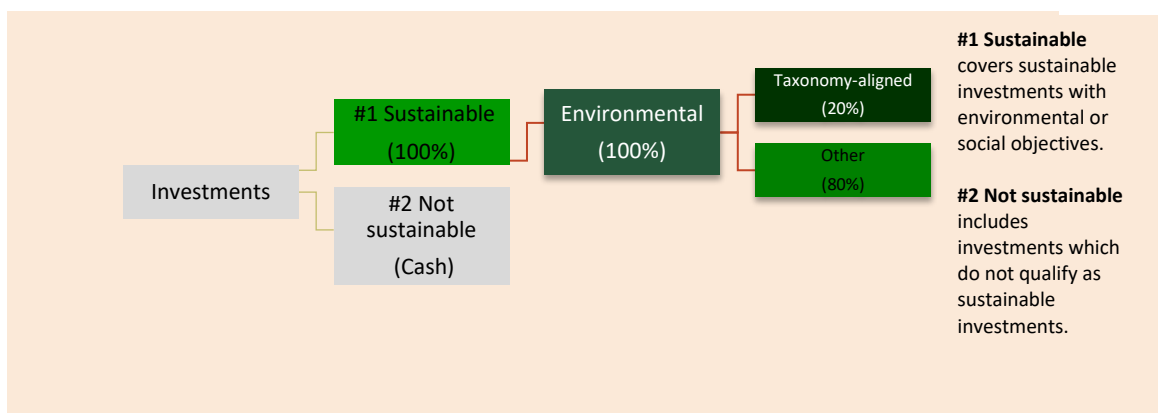 Investments
#1 Sustainable
(100%)
#2 Not
sustainable
(Cash)
Environmental
(100%)
Taxonomy-aligned
(20%)
Other
(80%)
#1 Sustainable
covers sustainable
investments with
environmental or
social objectives.
#2 Not sustainable
includes
investments which
do not qualify as
sustainable
investments.